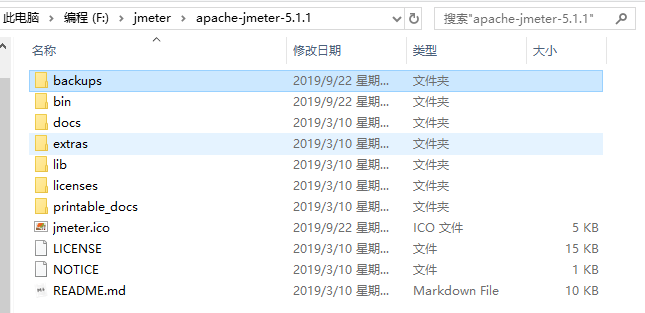 此电脑 › 编程 (F:) › jmeter › apache-jmeter-5.1.1 搜索"apache-jmeter-5.1.1"
名称 修改日期 类型 大小
backups 2019/9/22 星期... 文件夹
bin 2019/9/22 星期... 文件夹
docs 2019/3/10 星期... 文件夹
extras 2019/3/10 星期... 文件夹
lib 2019/3/10 星期... 文件夹
licenses 2019/3/10 星期... 文件夹
printable_docs 2019/3/10 星期... 文件夹
jmeter.ico 2019/9/22 星期... ICO 文件 5 KB
LICENSE 2019/3/10 星期... 文件 15 KB
NOTICE 2019/3/10 星期... 文件 1 KB
README.md 2019/3/10 星期... Markdown File 10 KB